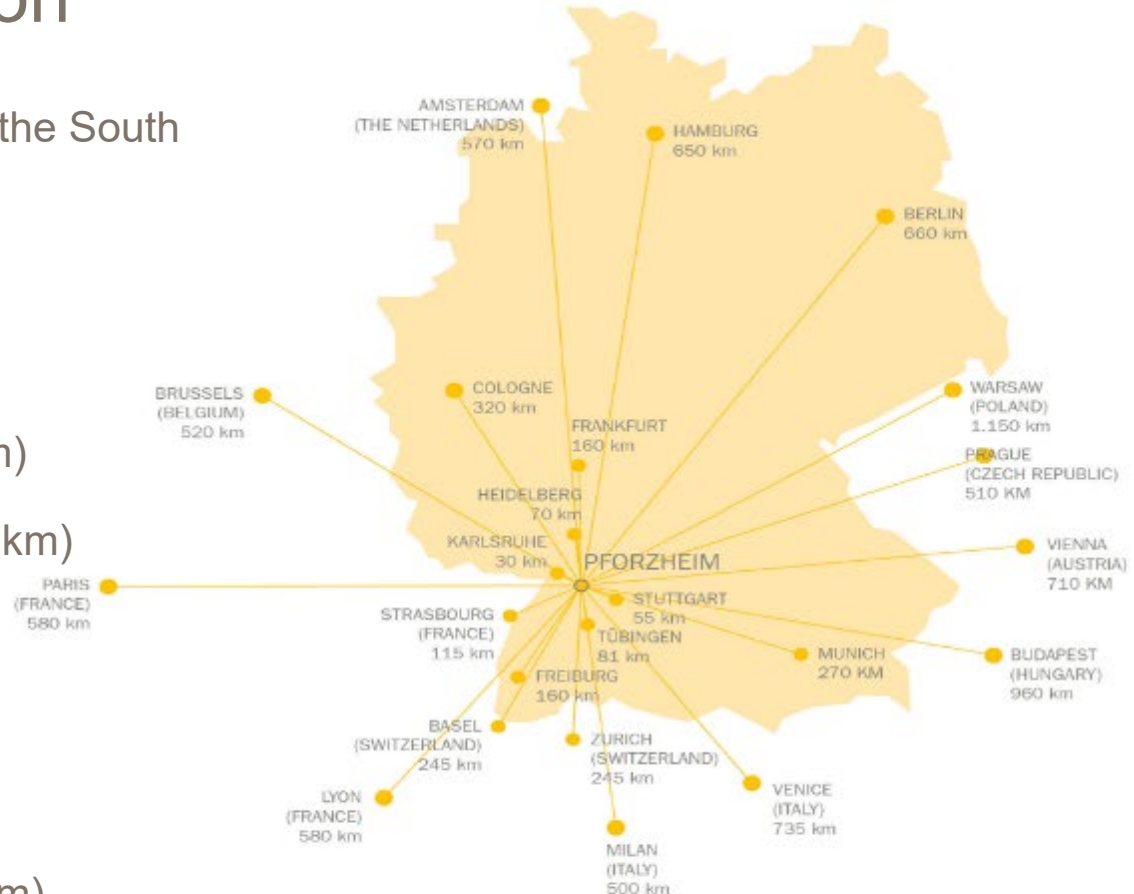 on
the South
m)
km)
m)
AMSTERDAM
(THE NETHERLANDS)
570 km
HAMBURG
650 km
BERLIN
660 km
BRUSSELS
(BELGIUM)
520 km
COLOGNE
320 km
FRANKFURT
160 km
WARSAW
(POLAND)
1.150 km
PRAGUE
(CZECH REPUBLIC)
510 KM
HEIDELBERG
70 km
KARLSRUHE
30 km
PFORZHEIM
VIENNA
(AUSTRIA)
710 KM
PARIS
(FRANCE)
580 km
STRASBOURG
(FRANCE)
115 km
STUTTGART
55 km
TÜBINGEN
81 km
MUNICH
270 KM
BUDAPEST
(HUNGARY)
960 km
FREIBURG
160 km
BASEL
(SWITZERLAND)
245 km
ZURICH
(SWITZERLAND)
245 km
LYON
(FRANCE)
580 km
VENICE
(ITALY)
735 km
MILAN
(ITALY)
500 km